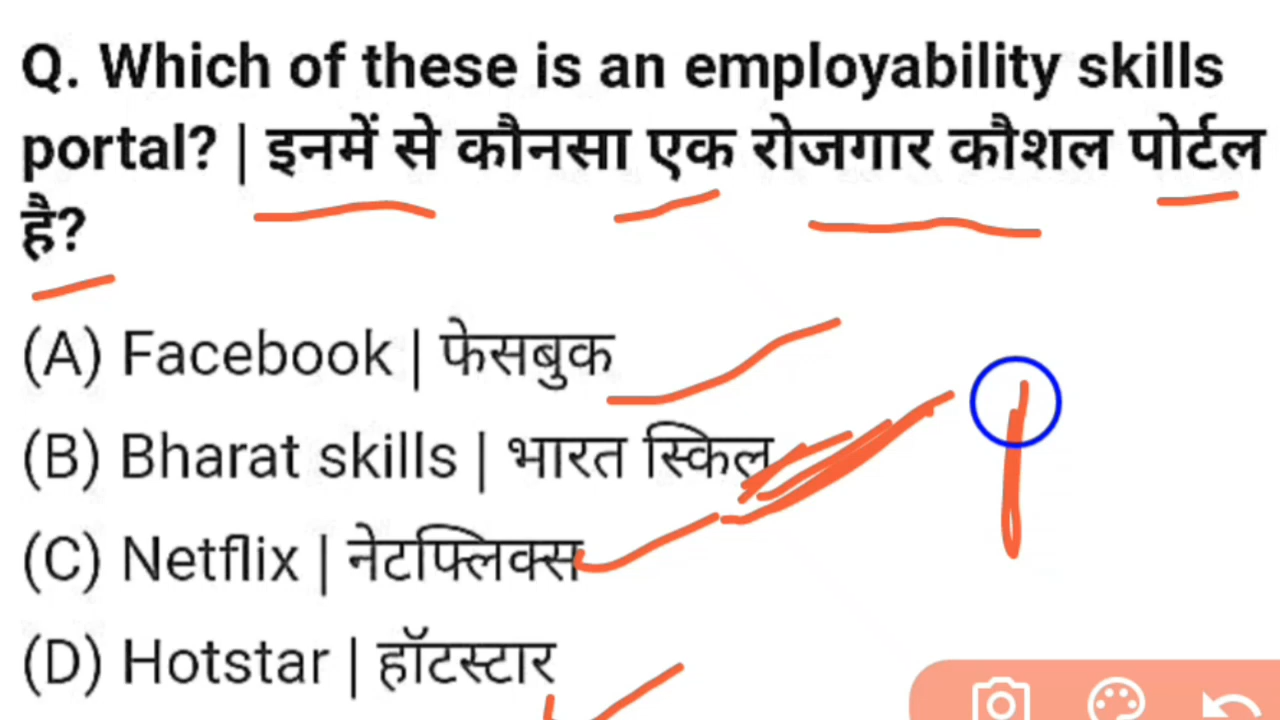 Q. Which of these is an employability skills
portal? | इनमें से कौनसा एक रोजगार कौशल पोर्टल
है?
(A) Facebook | फेसबुक
(B) Bharat skills | भारत स्किल
(C) Netflix | नेटफ्लिक्स
(D) Hotstar | हॉटस्टार